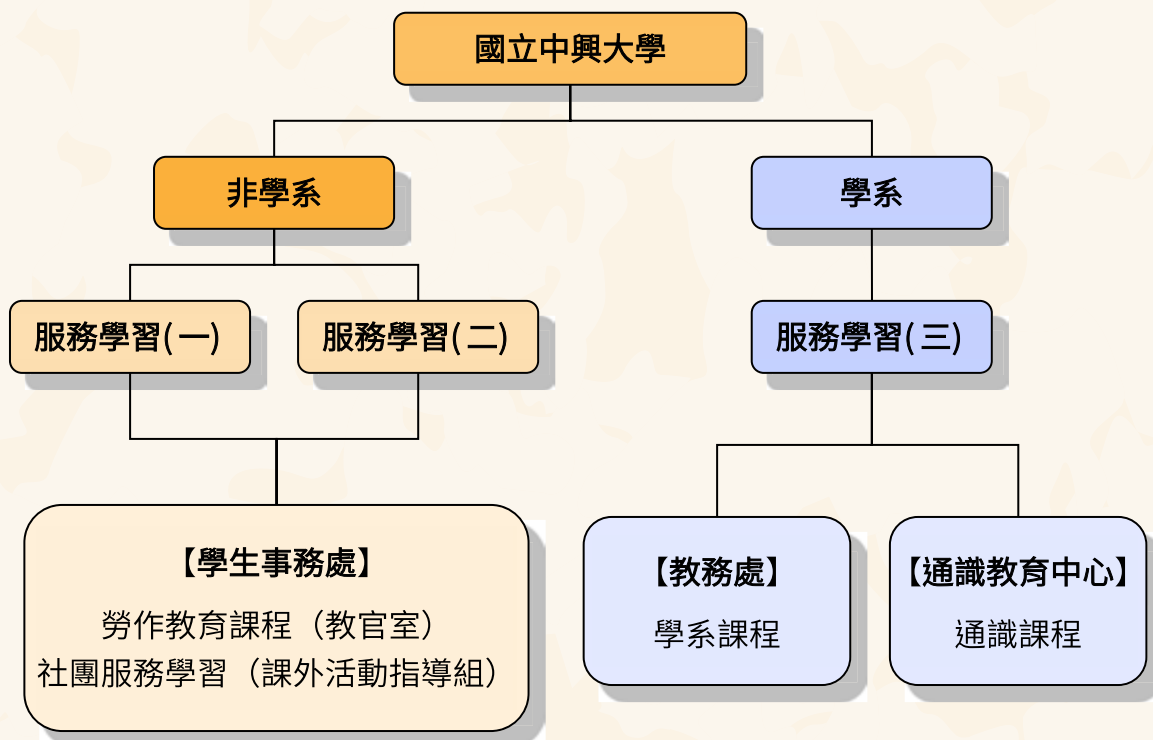 國立中興大學
非學系
學系
服務學習(一)
服務學習(二)
服務學習(三)
【學生事務處】
勞作教育課程（教官室）
社團服務學習（課外活動指導組）
【教務處】
學系課程
【通識教育中心】
通識課程